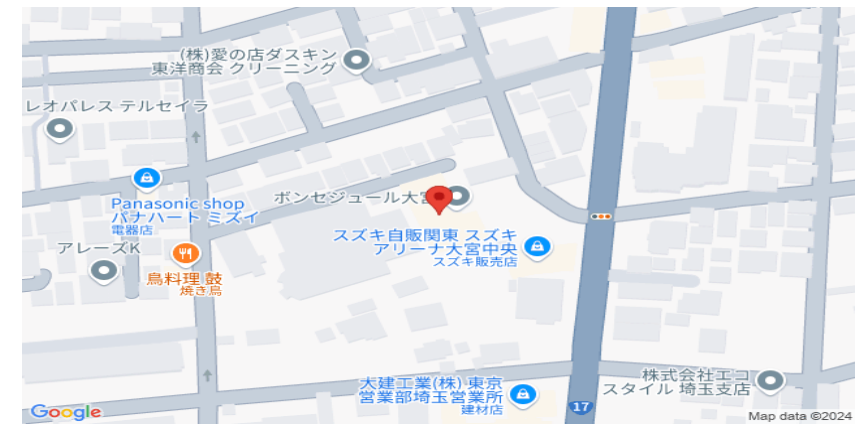 (株)愛の店ダスキン
東洋商会 クリーニング
レオパレス テルセイラ
Panasonic shop
パナハート ミズイ
電器店
ボンセジュール大宮
スズキ自販関東 スズキ
アリーナ大宮中央
スズキ販売店
アレーズK
鳥料理 鼓
焼き鳥
大建工業(株) 東京
営業部埼玉営業所
建材店
株式会社エコ
スタイル 埼玉支店
17
Google
Map data ©2024